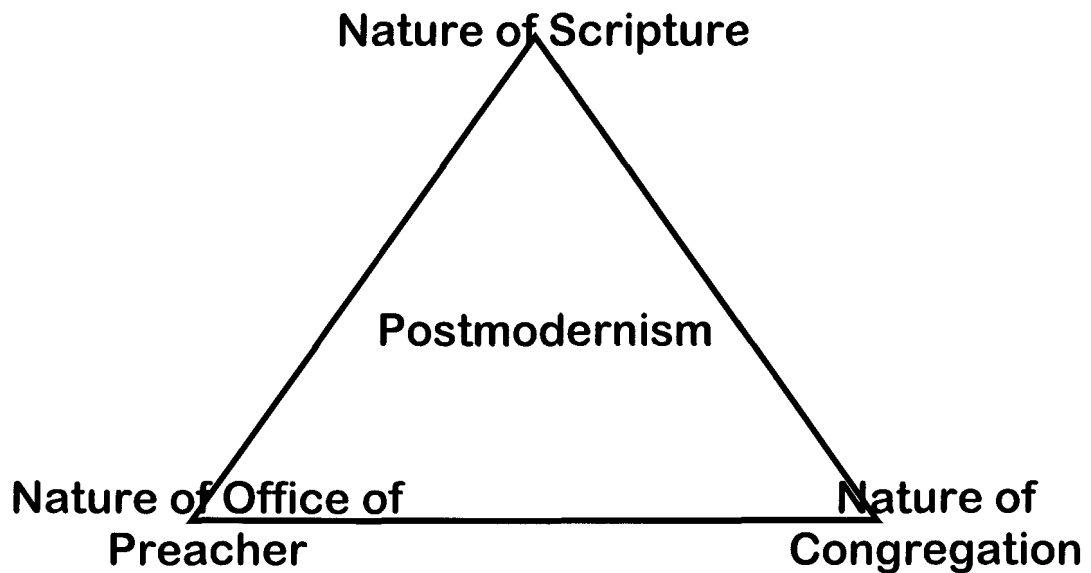 Nature of Scripture
Postmodernism
Nature of Office of
Preacher
Nature of
Congregation